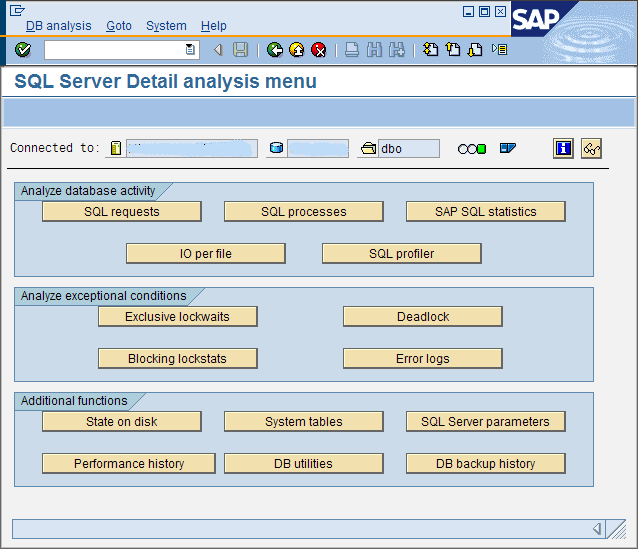 DB analysis Goto System Help
SAP
SQL Server Detail analysis menu
Connected to: dbo
Analyze database activity
SQL requests SQL processes SAP SQL statistics
IO per file SQL profiler
Analyze exceptional conditions
Exclusive lockwaits Deadlock
Blocking lockstats Error logs
Additional functions
State on disk System tables SQL Server parameters
Performance history DB utilities DB backup history